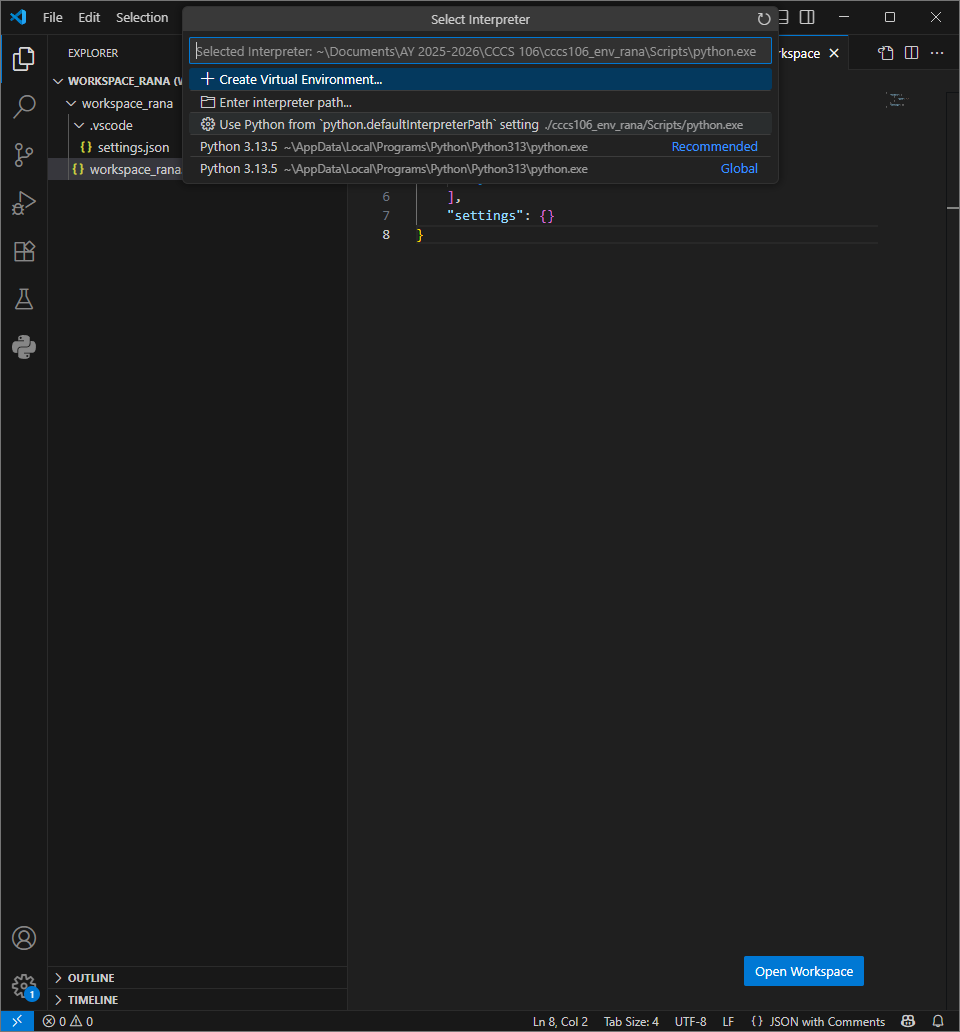 File Edit Selection
Select Interpreter
Selected Interpreter: ~\Documents\AY 2025-2026\CCCS 106\cccs106_env_rana\Scripts\python.exe
Create Virtual Environment...
Enter interpreter path...
Use Python from `python.defaultInterpreterPath` setting ./cccs106_env_rana/Scripts/python.exe
Python 3.13.5 ~\AppData\Local\Programs\Python\Python313\python.exe Recommended
Python 3.13.5 ~\AppData\Local\Programs\Python\Python313\python.exe Global
kspace
EXPLORER
WORKSPACE_RANA (W
workspace_rana
.vscode
{} settings.json
{} workspace_rana
6 ],
7 "settings": {}
8 }
Open Workspace
OUTLINE
TIMELINE
1
0 0
Ln 8, Col 2 Tab Size: 4 UTF-8 LF {} JSON with Comments